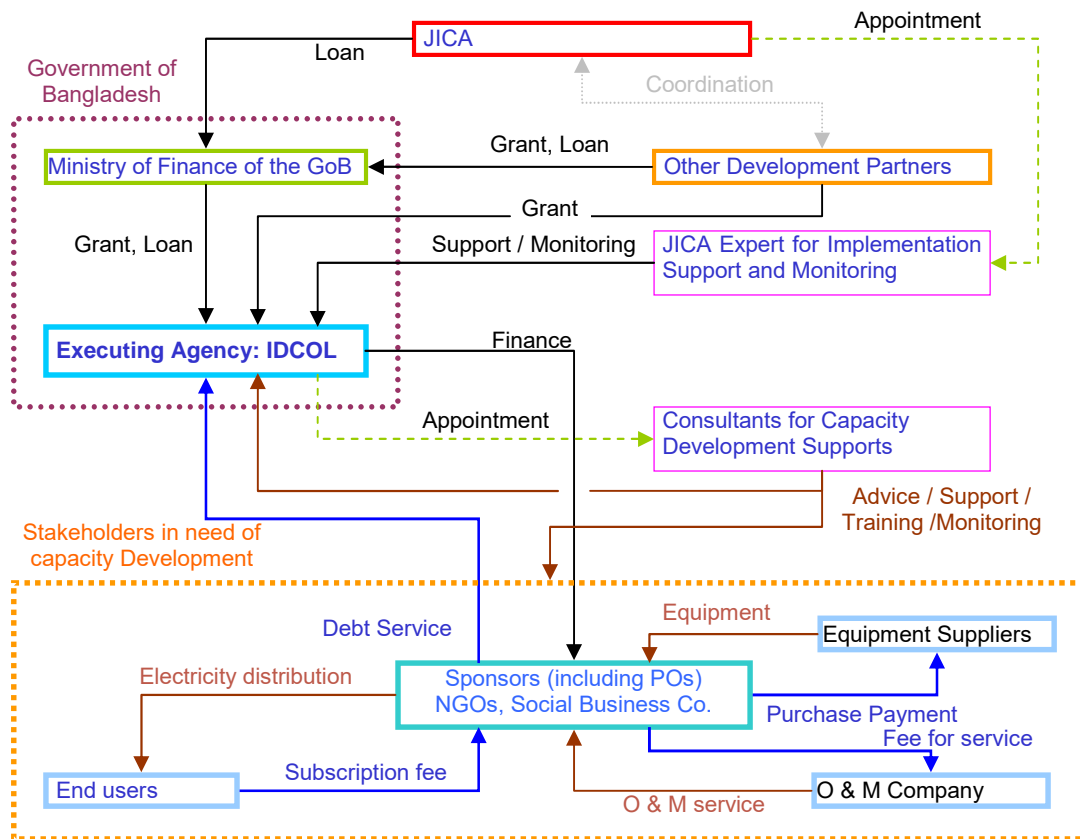 Appointment
JICA
Loan
Government of
Bangladesh
Coordination
Grant, Loan
Ministry of Finance of the GoB
Other Development Partners
Grant
Grant, Loan
Support / Monitoring
JICA Expert for Implementation
Support and Monitoring
Executing Agency: IDCOL
Finance
Appointment
Consultants for Capacity
Development Supports
Advice / Support /
Training /Monitoring
Stakeholders in need of
capacity Development
Debt Service
Equipment
Equipment Suppliers
Electricity distribution
Sponsors (including POs)
NGOs, Social Business Co.
Purchase Payment
Fee for service
Subscription fee
End users
O & M service
O & M Company